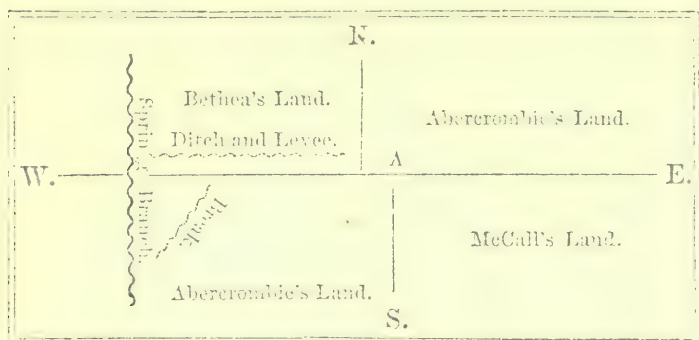 N.
Bethea's Land.
Abercrombie's Land.
Ditch and Levee.
A
W.
E.
Spring Branch.
Break
McCall's Land.
Abercrombie's Land.
S.